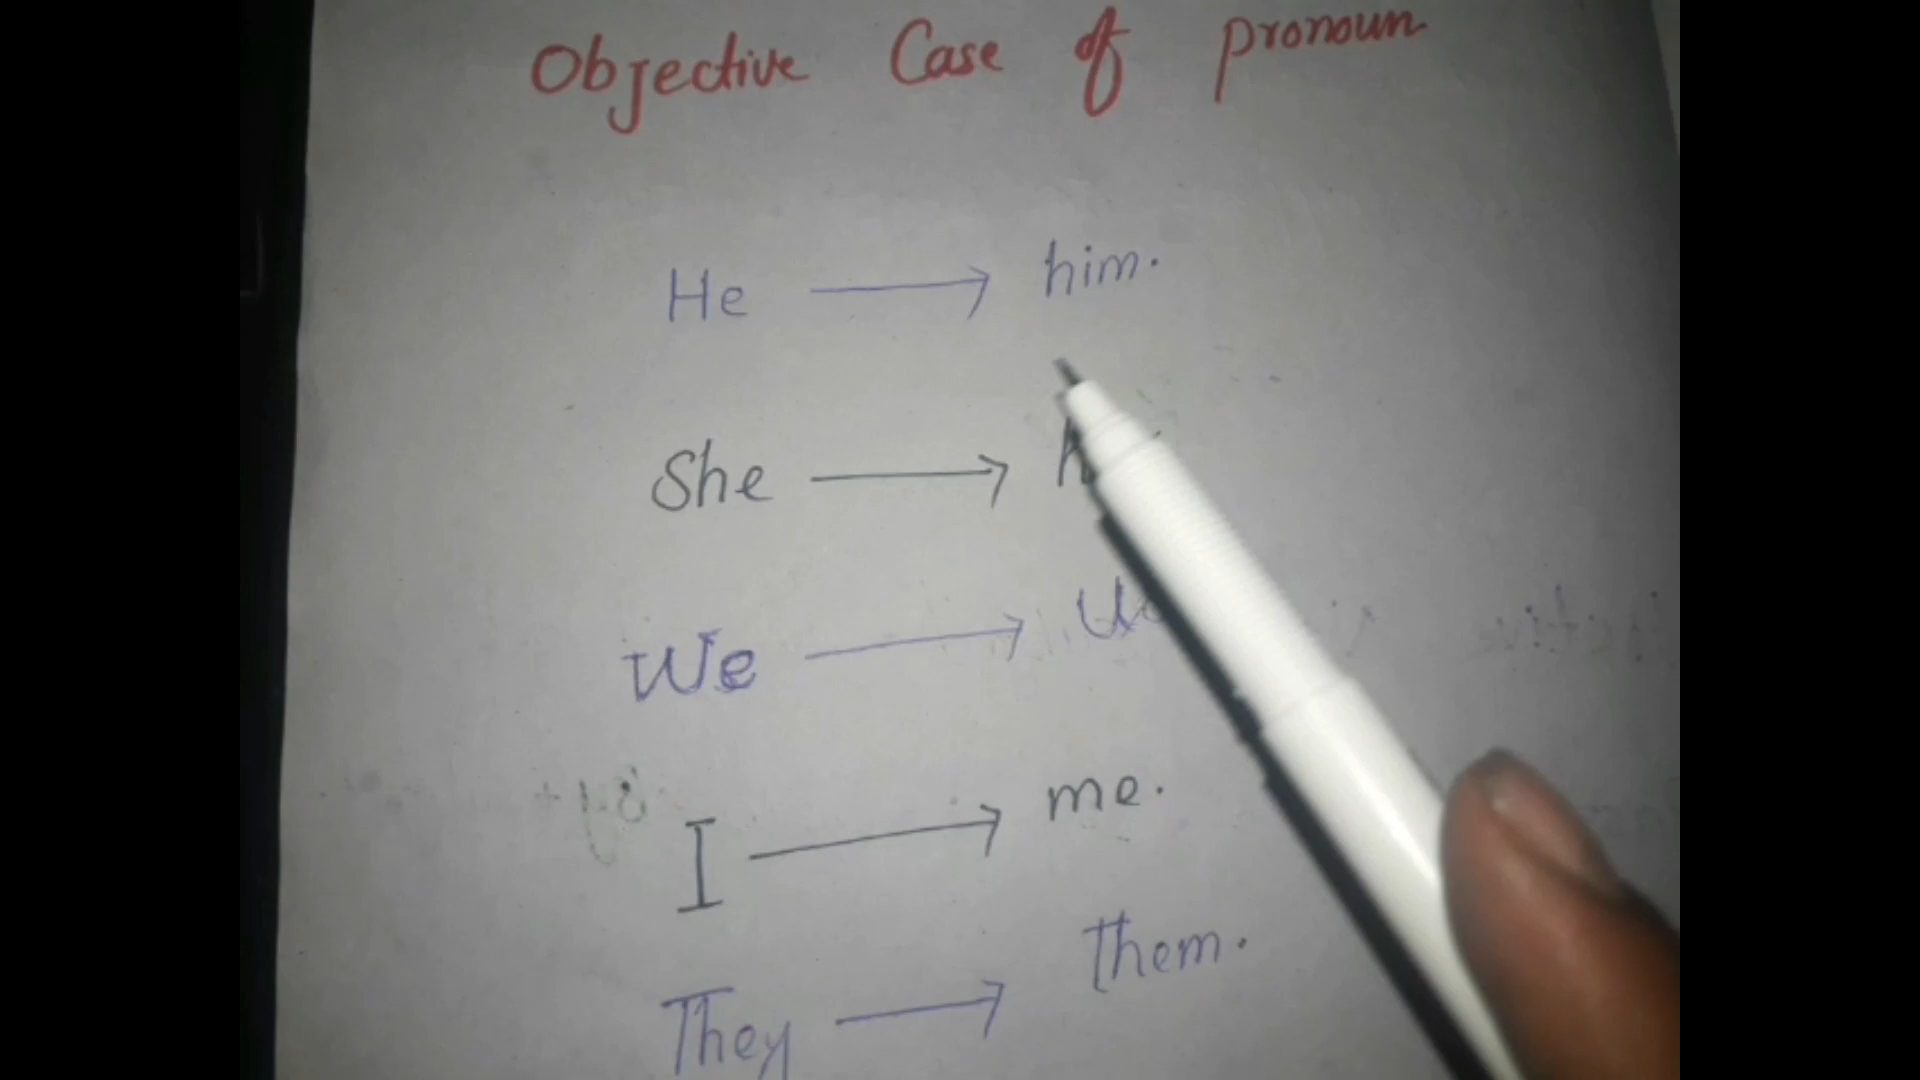 Objective Case of pronoun
He → him.
She →
We →
I → me.
They → them.